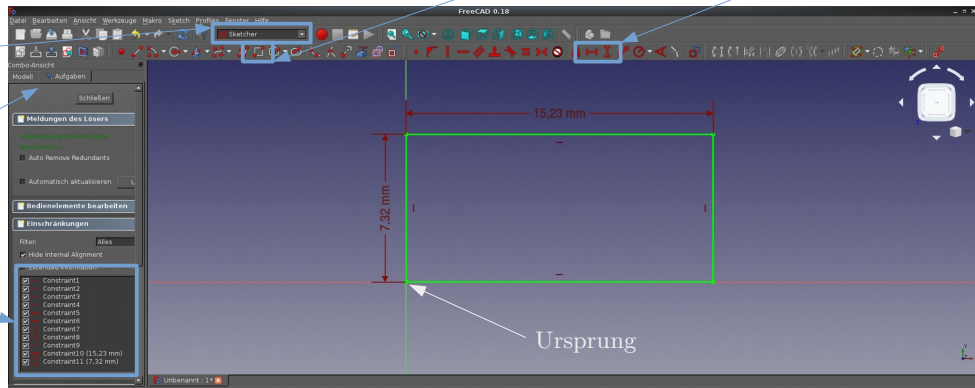 FreeCAD 0.18
Datei Bearbeiten Ansicht Werkzeuge Makro Sketch Profiles Fenster Hilfe
Sketcher
Combo-Ansicht
Modell Aufgaben
Schließen
Meldungen des Lösers
Auto Remove Redundants
Automatisch aktualisieren
Bedienelemente bearbeiten
Einschränkungen
Filter: Alles
Hide Internal Alignment
Extended Information
Constraint1
Constraint2
Constraint3
Constraint4
Constraint5
Constraint6
Constraint7
Constraint8
Constraint9
Constraint10 (15,23 mm)
Constraint11 (7,32 mm)
15,23 mm
7,32 mm
Ursprung
Unbenannt : 1*